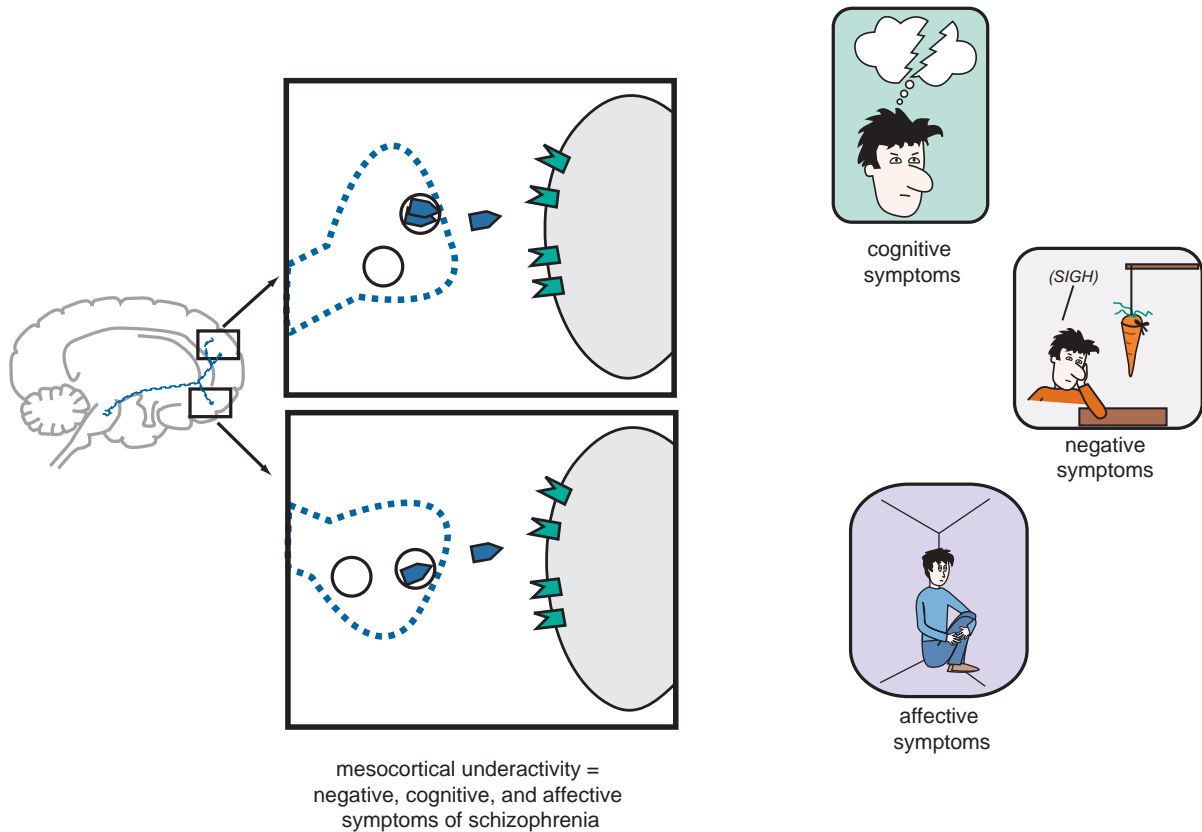 cognitive
symptoms
(SIGH)
negative
symptoms
affective
symptoms
mesocortical underactivity =
negative, cognitive, and affective
symptoms of schizophrenia